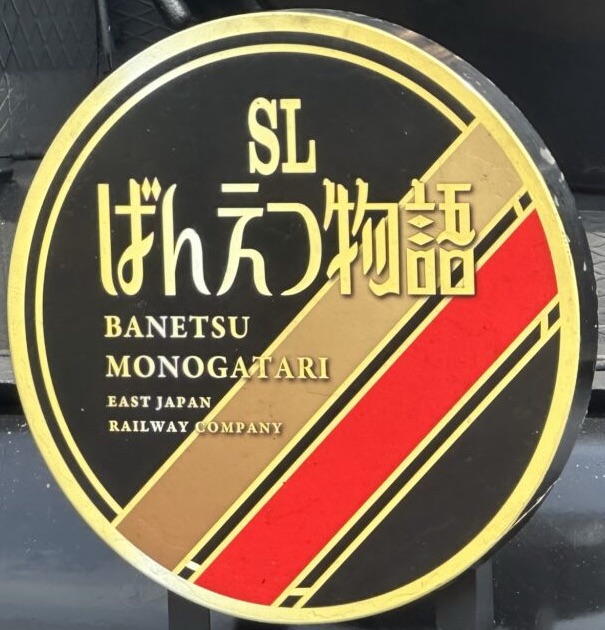 SL
ばんえつ物語
BANETSU
MONOGATARI
EAST JAPAN
RAILWAY COMPANY